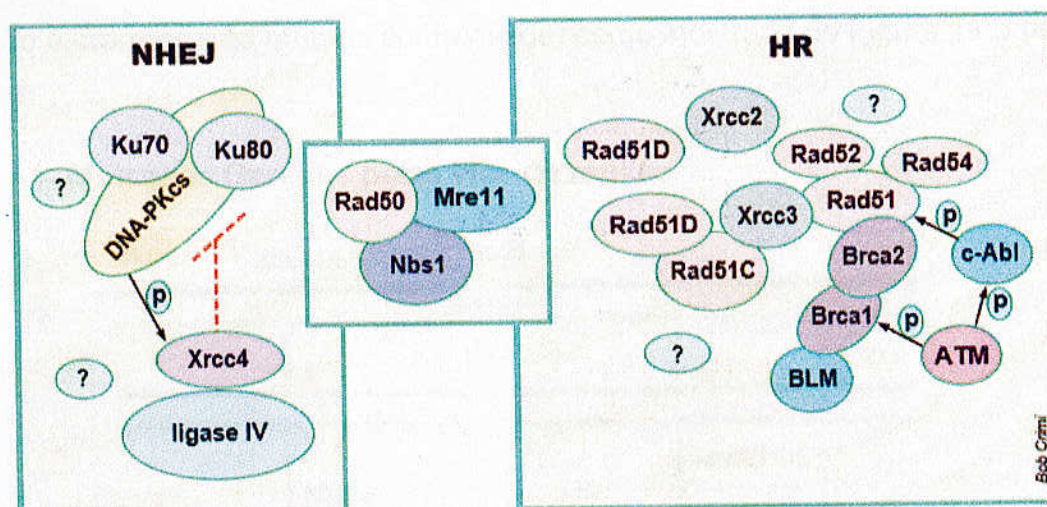 NHEJ
Ku70
Ku80
?
DNA-PKcs
p
Xrcc4
?
ligase IV
Rad50
Mre11
Nbs1
HR
Xrcc2
?
Rad51D
Rad52
Rad54
Rad51
Rad51D
Xrcc3
p
Rad51C
Brca2
c-Abl
Brca1
p
p
?
BLM
ATM
Bob Crimi